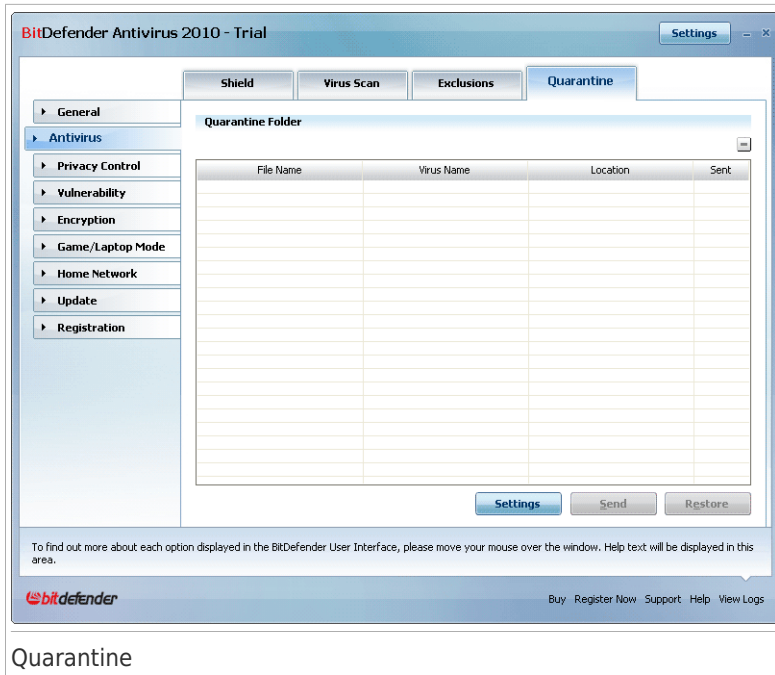 BitDefender Antivirus 2010 - Trial
Settings
Shield
Virus Scan
Exclusions
Quarantine
General
Antivirus
Privacy Control
Vulnerability
Encryption
Game/Laptop Mode
Home Network
Update
Registration
Quarantine Folder
File Name
Virus Name
Location
Sent
Settings
Send
Restore
To find out more about each option displayed in the BitDefender User Interface, please move your mouse over the window. Help text will be displayed in this
area.
bitdefender
Buy Register Now Support Help View Logs
Quarantine